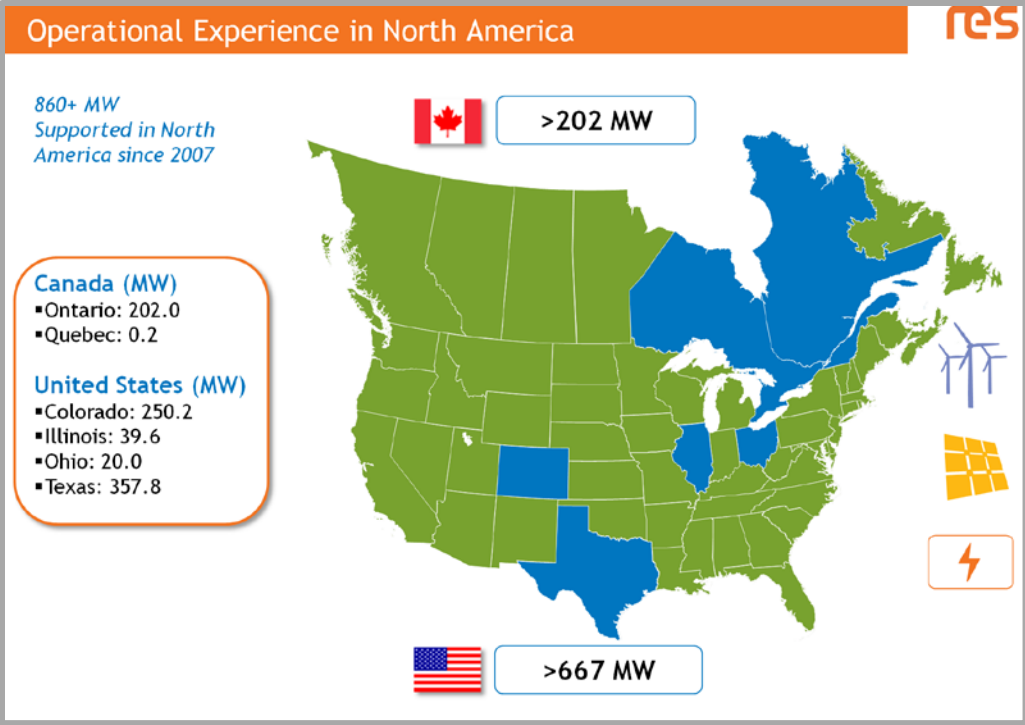 Operational Experience in North America
res
860+ MW
Supported in North
America since 2007
>202 MW
Canada (MW)
▪Ontario: 202.0
▪Quebec: 0.2
United States (MW)
▪Colorado: 250.2
▪Illinois: 39.6
▪Ohio: 20.0
▪Texas: 357.8
>667 MW